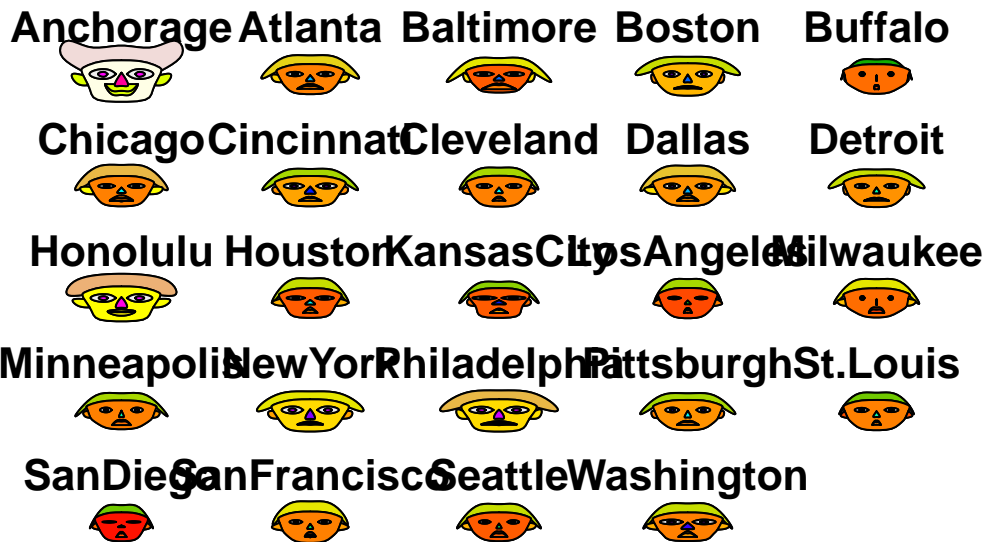 Anchorage Atlanta Baltimore Boston Buffalo
Chicago Cincinnati Cleveland Dallas Detroit
Honolulu Houston KansasCity LosAngeles Milwaukee
Minneapolis NewYork Philadelphia Pittsburgh St.Louis
SanDiego SanFrancisco Seattle Washington